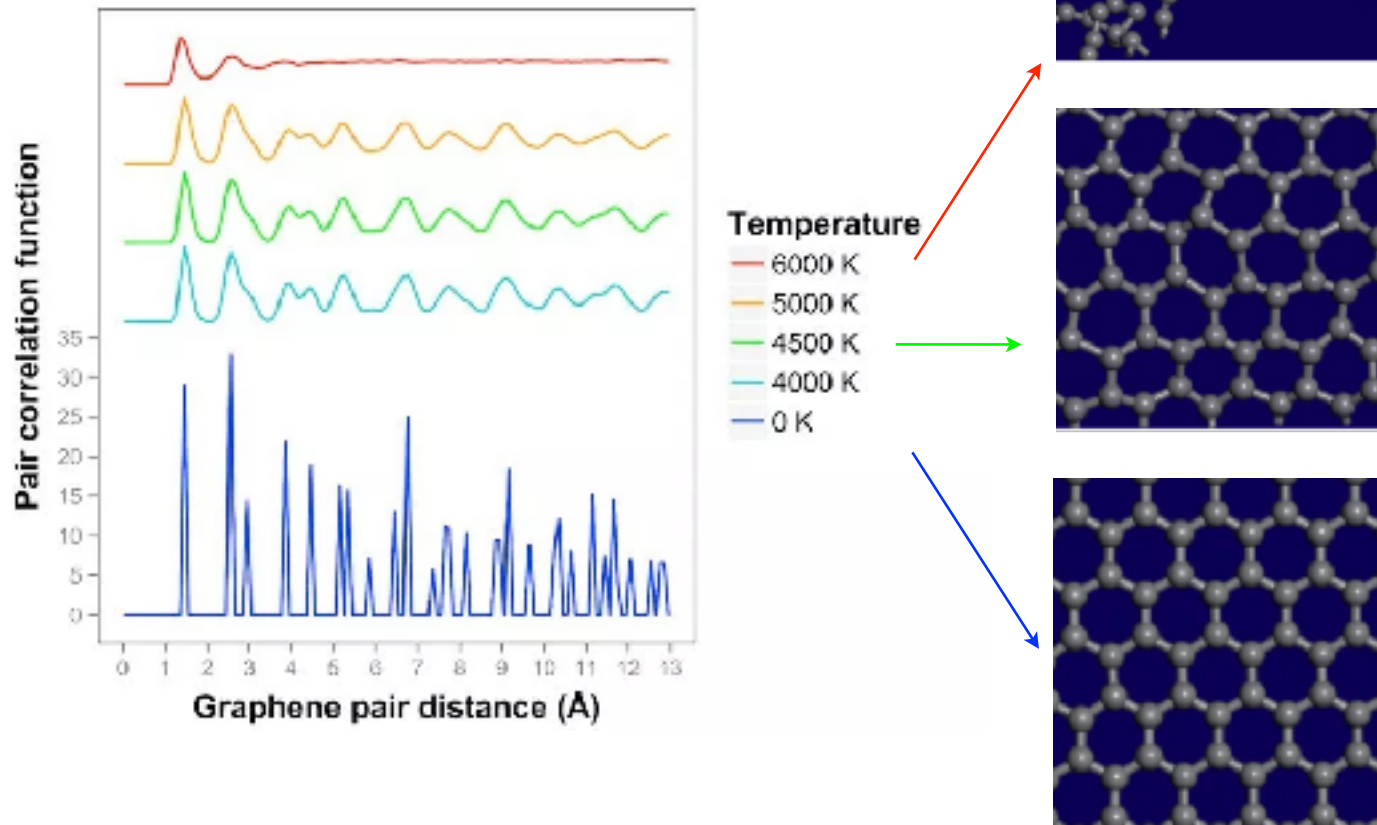 Pair correlation function
35
30
25
20
15
10
5
0
0 1 2 3 4 5 6 7 8 9 10 11 12 13
Graphene pair distance (Å)
Temperature
6000 K
5000 K
4500 K
4000 K
0 K